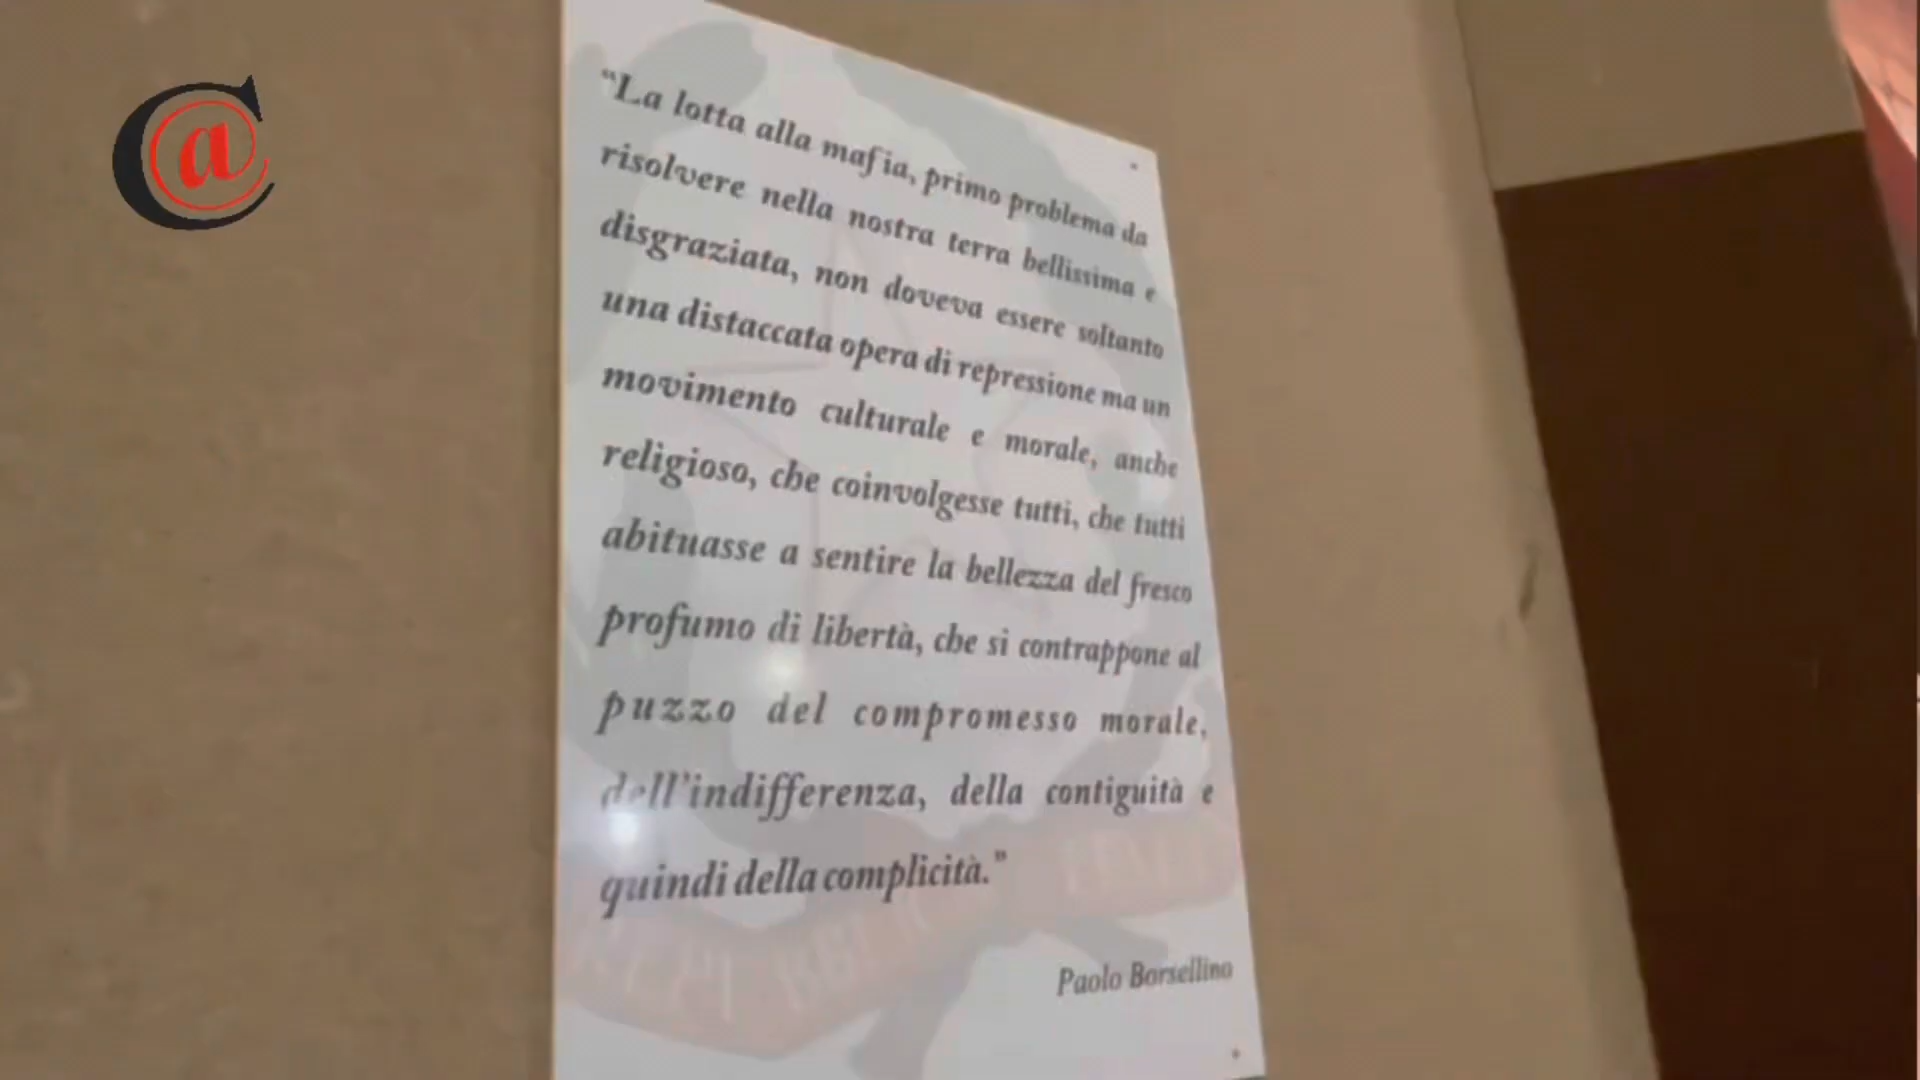 “La lotta alla mafia, primo problema da
risolvere nella nostra terra bellissima e
disgraziata, non doveva essere soltanto
una distaccata opera di repressione ma un
movimento culturale e morale, anche
religioso, che coinvolgesse tutti, che tutti
abituasse a sentire la bellezza del fresco
profumo di libertà, che si contrappone al
puzzo del compromesso morale,
dell’indifferenza, della contiguità e
quindi della complicità.”
Paolo Borsellino
C@